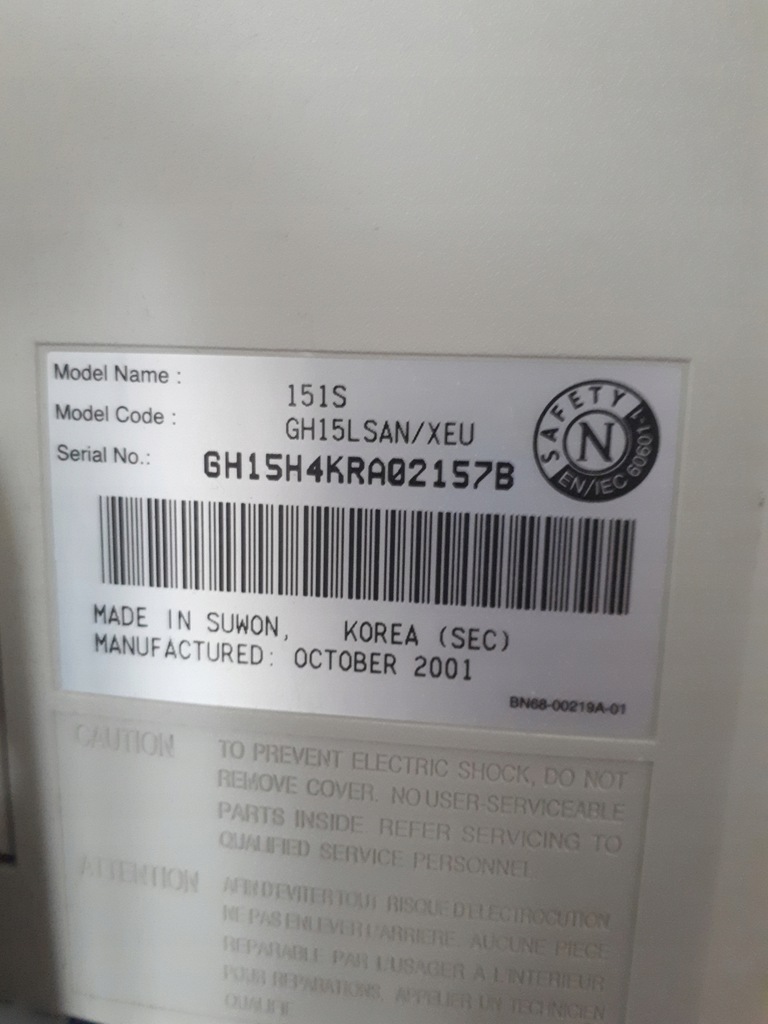 Model Name : 151S
Model Code : GH15LSAN/XEU
Serial No.: GH15H4KRA02157B
SAFETY N EN/IEC 60601-1
MADE IN SUWON, KOREA (SEC)
MANUFACTURED: OCTOBER 2001
BN68-00219A-01
CAUTION TO PREVENT ELECTRIC SHOCK, DO NOT
REMOVE COVER. NO USER-SERVICEABLE
PARTS INSIDE. REFER SERVICING TO
QUALIFIED SERVICE PERSONNEL.
ATTENTION AFIN D'EVITER TOUT RISQUE D'ELECTROCUTION,
NE PAS ENLEVER L'ARRIERE. AUCUNE PIECE
REPARABLE PAR L'USAGER A L'INTERIEUR
POUR REPARATIONS, APPELER UN TECHNICIEN
QUALIFIE